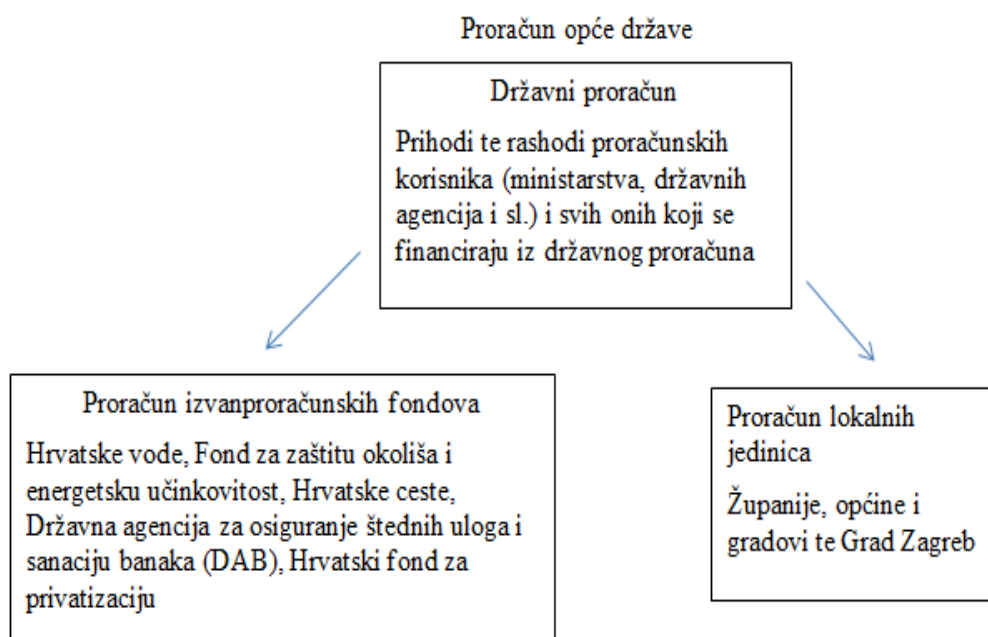 Proračun opće države
Državni proračun
Prihodi te rashodi proračunskih
korisnika (ministarstva, državnih
agencija i sl.) i svih onih koji se
financiraju iz državnog proračuna
Proračun izvanproračunskih fondova
Hrvatske vode, Fond za zaštitu okoliša i
energetsku učinkovitost, Hrvatske ceste,
Državna agencija za osiguranje štednih uloga i
sanaciju banaka (DAB), Hrvatski fond za
privatizaciju
Proračun lokalnih
jedinica
Županije, općine i
gradovi te Grad Zagreb